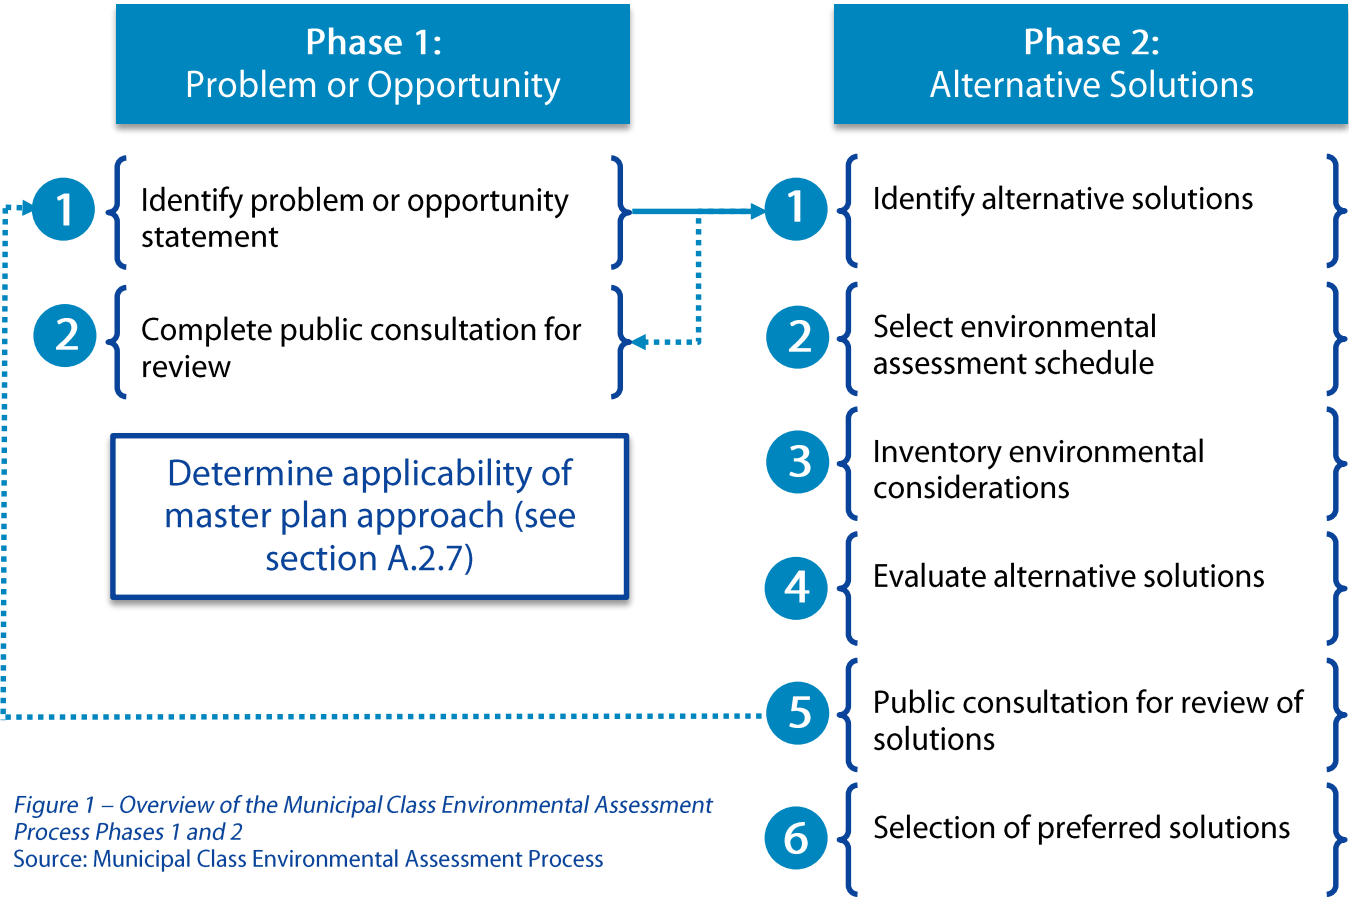 Phase 1:
Problem or Opportunity
1
Identify problem or opportunity
statement
2
Complete public consultation for
review
Determine applicability of
master plan approach (see
section A.2.7)
Phase 2:
Alternative Solutions
1
Identify alternative solutions
2
Select environmental
assessment schedule
3
Inventory environmental
considerations
4
Evaluate alternative solutions
5
Public consultation for review of
solutions
6
Selection of preferred solutions
Figure 1 – Overview of the Municipal Class Environmental Assessment
Process Phases 1 and 2
Source: Municipal Class Environmental Assessment Process